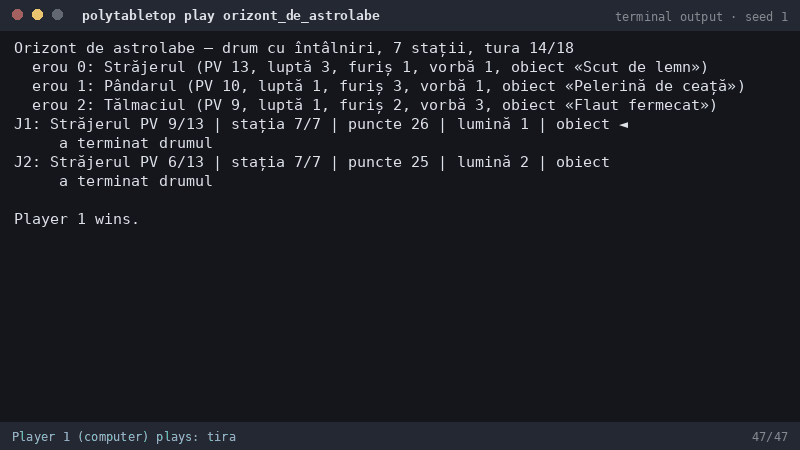 polytabletop play orizont_de_astrolabe
terminal output · seed 1
Orizont de astrolabe — drum cu întâlniri, 7 stații, tura 14/18
erou 0: Străjerul (PV 13, luptă 3, furiș 1, vorbă 1, obiect «Scut de lemn»)
erou 1: Pândarul (PV 10, luptă 1, furiș 3, vorbă 1, obiect «Pelerină de ceață»)
erou 2: Tălmaciul (PV 9, luptă 1, furiș 2, vorbă 3, obiect «Flaut fermecat»)
J1: Străjerul PV 9/13 | stația 7/7 | puncte 26 | lumină 1 | obiect ◄
a terminat drumul
J2: Străjerul PV 6/13 | stația 7/7 | puncte 25 | lumină 2 | obiect
a terminat drumul
Player 1 wins.
Player 1 (computer) plays: tira
47/47